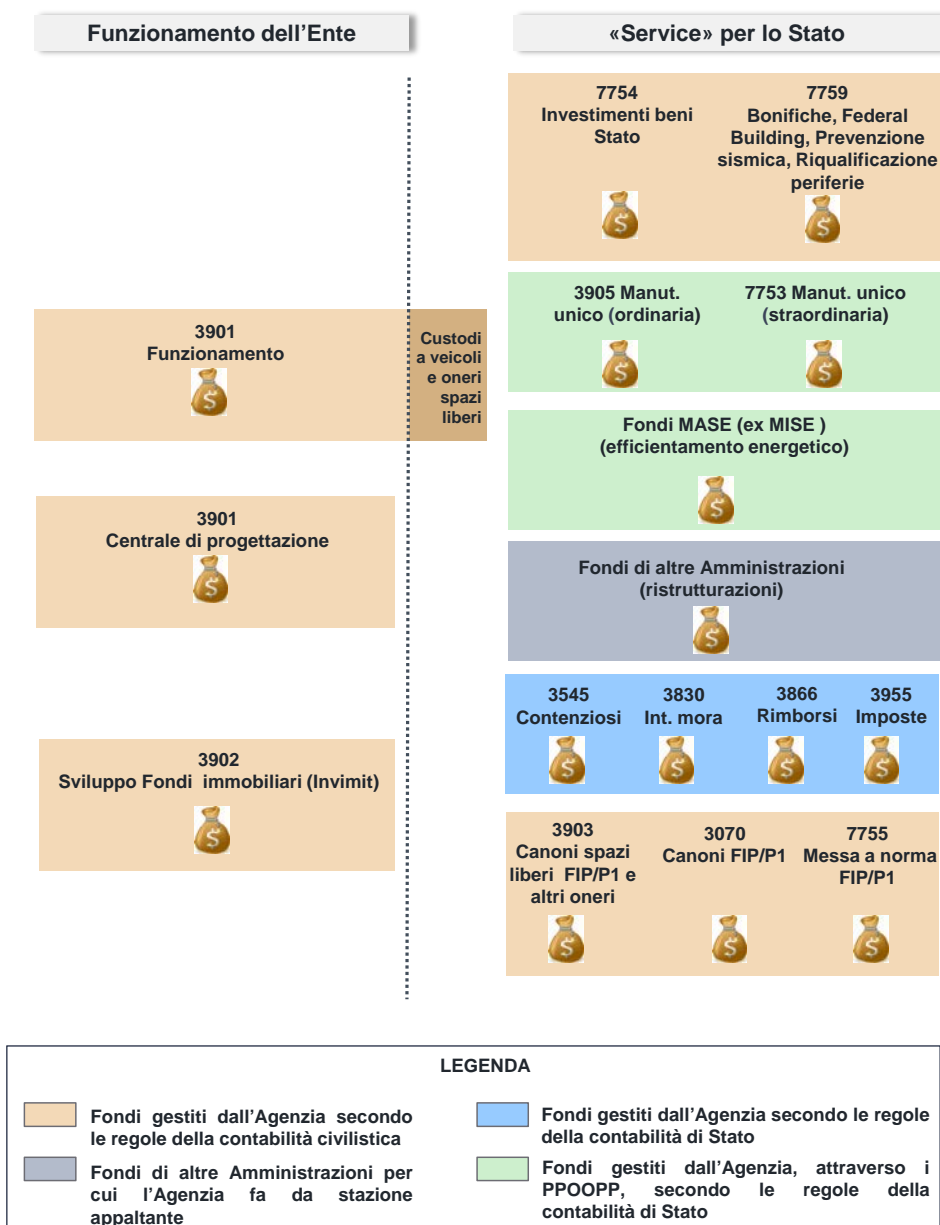 Funzionamento dell'Ente
«Service» per lo Stato
7754
Investimenti beni
Stato
7759
Bonifiche, Federal
Building, Prevenzione
sismica, Riqualificazione
periferie
3901
Funzionamento
Custodi
a veicoli
e oneri
spazi
liberi
3905 Manut.
unico (ordinaria)
7753 Manut. unico
(straordinaria)
Fondi MASE (ex MISE )
(efficientamento energetico)
3901
Centrale di progettazione
Fondi di altre Amministrazioni
(ristrutturazioni)
3545
Contenziosi
3830
Int. mora
3866
Rimborsi
3955
Imposte
3902
Sviluppo Fondi immobiliari (Invimit)
3903
Canoni spazi
liberi FIP/P1 e
altri oneri
3070
Canoni FIP/P1
7755
Messa a norma
FIP/P1
LEGENDA
Fondi gestiti dall'Agenzia secondo
le regole della contabilità civilistica
Fondi di altre Amministrazioni per
cui l'Agenzia fa da stazione
appaltante
Fondi gestiti dall'Agenzia secondo le regole
della contabilità di Stato
Fondi gestiti dall'Agenzia, attraverso i
PPOOPP, secondo le regole della
contabilità di Stato